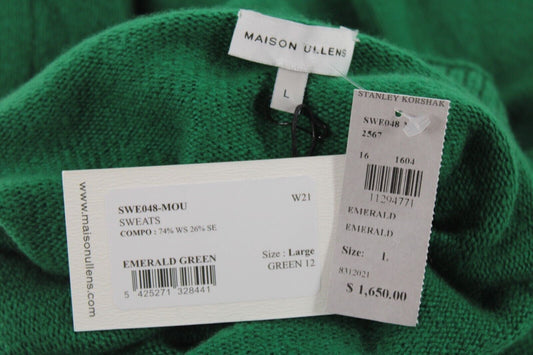 MAISON ULLENS
L
STANLEY KORSHAK
SWE048
2567
16 1604
11294771
EMERALD
EMERALD
Size: L
8312021
$ 1,650.00
www.maisonullens.com
SWE048-MOU
W21
SWEATS
COMPO : 74% WS 26% SE
EMERALD GREEN
Size : Large
GREEN 12
5 425271 328441